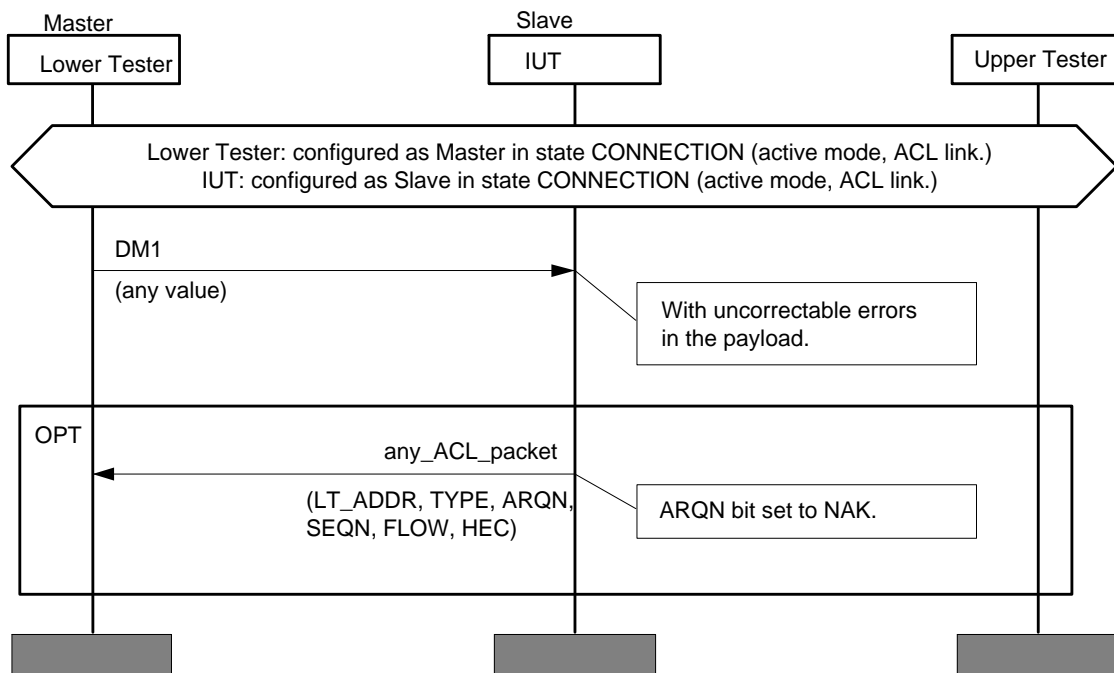 Master
Slave
Lower Tester
IUT
Upper Tester
Lower Tester: configured as Master in state CONNECTION (active mode, ACL link.)
IUT: configured as Slave in state CONNECTION (active mode, ACL link.)
DM1
(any value)
With uncorrectable errors
in the payload.
OPT
any_ACL_packet
(LT_ADDR, TYPE, ARQN,
SEQN, FLOW, HEC)
ARQN bit set to NAK.